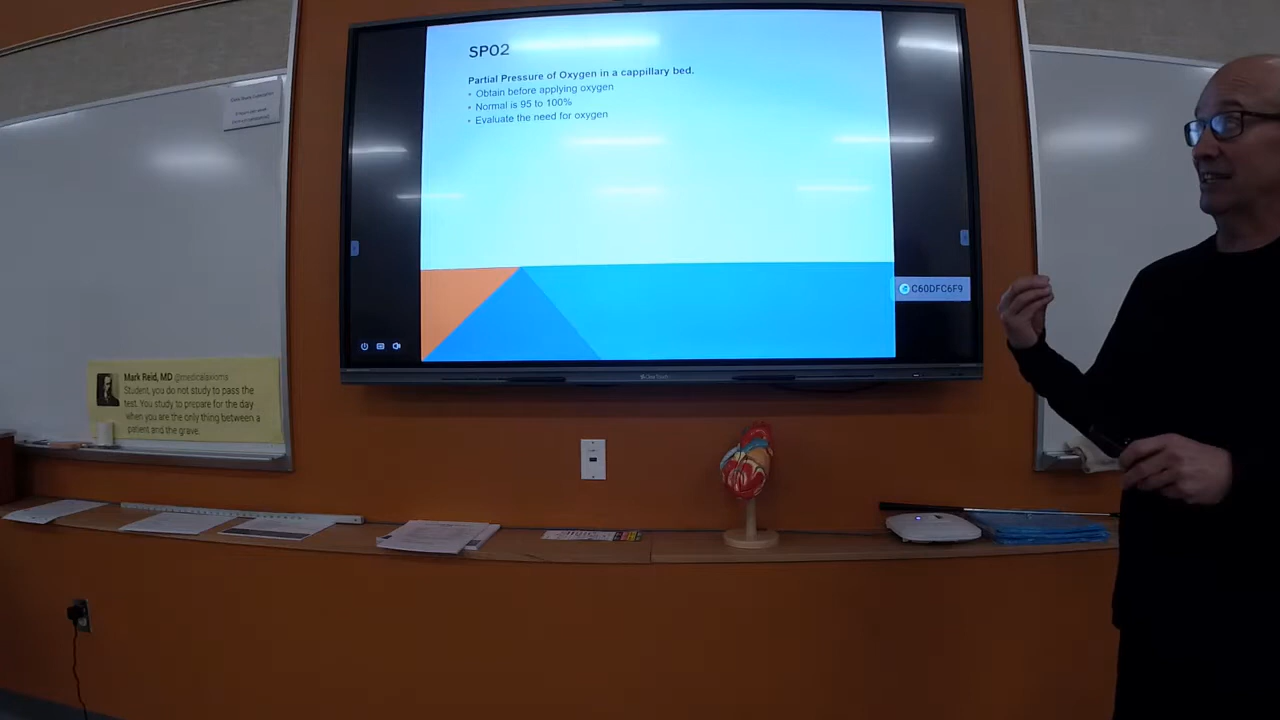 SPO2
Partial Pressure of Oxygen in a cappillary bed.
• Obtain before applying oxygen
• Normal is 95 to 100%
• Evaluate the need for oxygen
C60DFC6F9
Mark Reid, MD @medicalaxioms
Student, you do not study to pass the
test. You study to prepare for the day
when you are the only thing between a
patient and the grave.